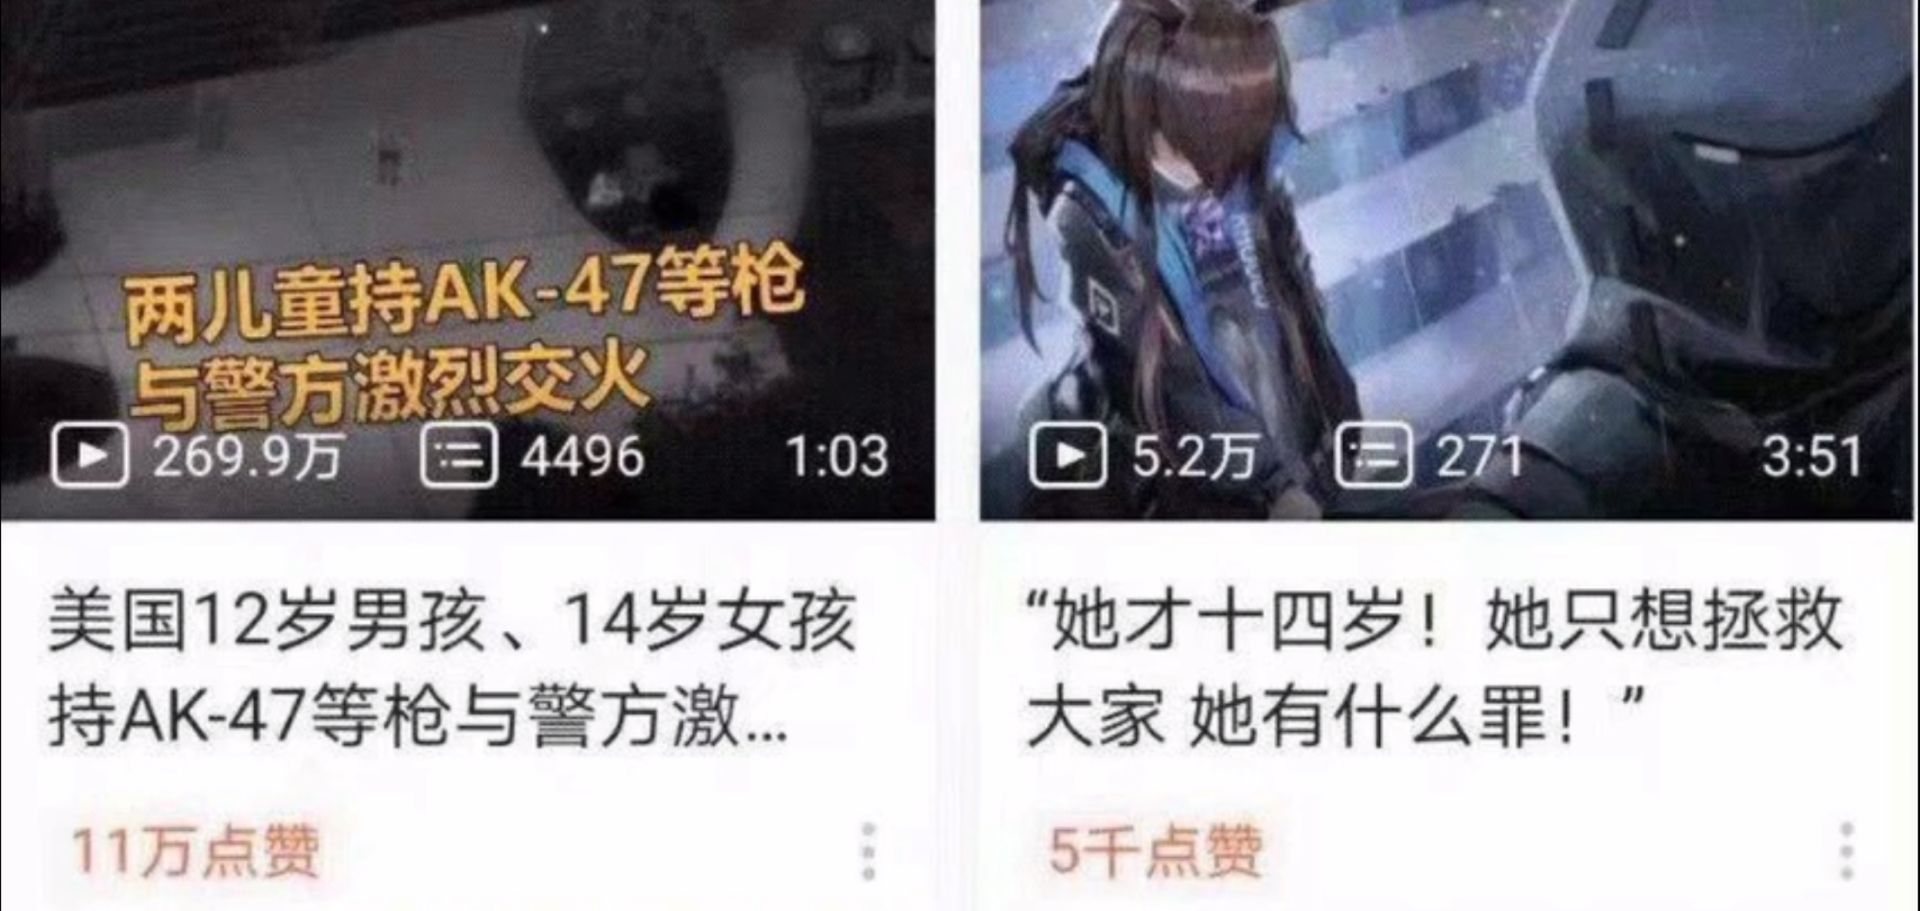 两儿童持AK-47等枪
与警方激烈交火
269.9万 4496 1:03
美国12岁男孩、14岁女孩
持AK-47等枪与警方激...
11万点赞
5.2万 271 3:51
“她才十四岁！她只想拯救
大家 她有什么罪！”
5千点赞